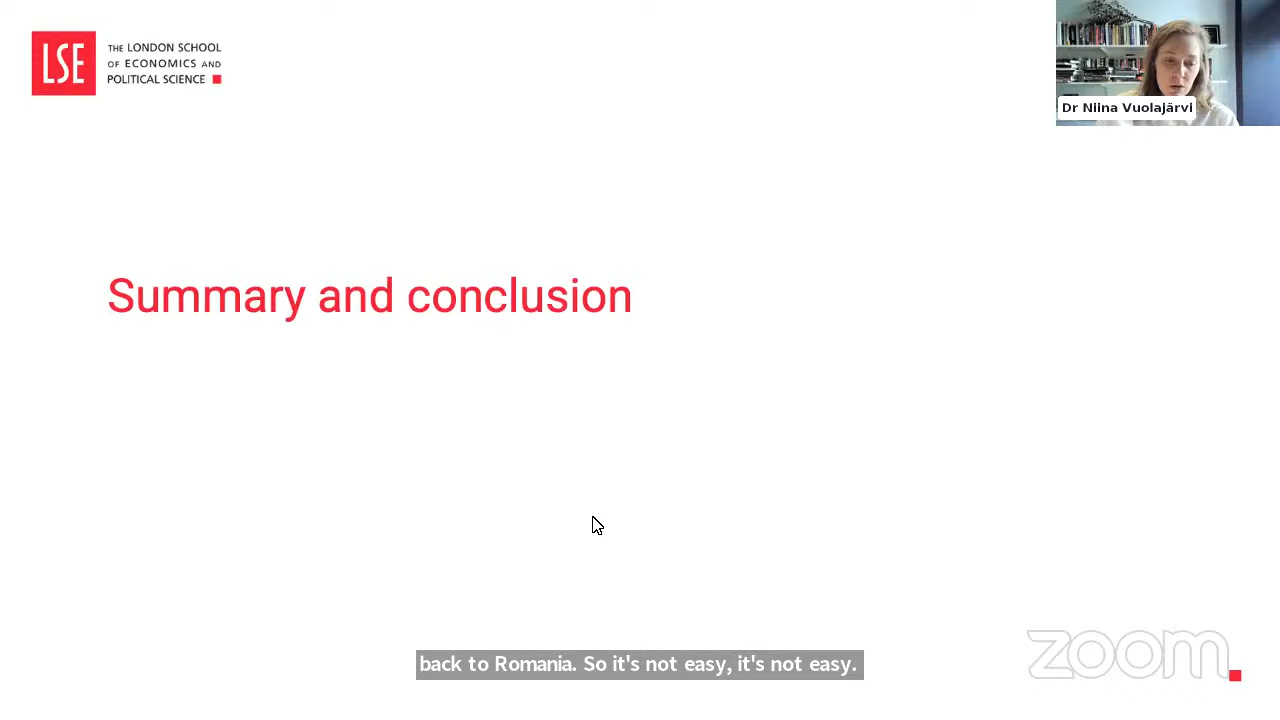 LSE
THE LONDON SCHOOL
OF ECONOMICS AND
POLITICAL SCIENCE
Dr Niina Vuolajärvi
Summary and conclusion
back to Romania. So it's not easy, it's not easy.
zoom